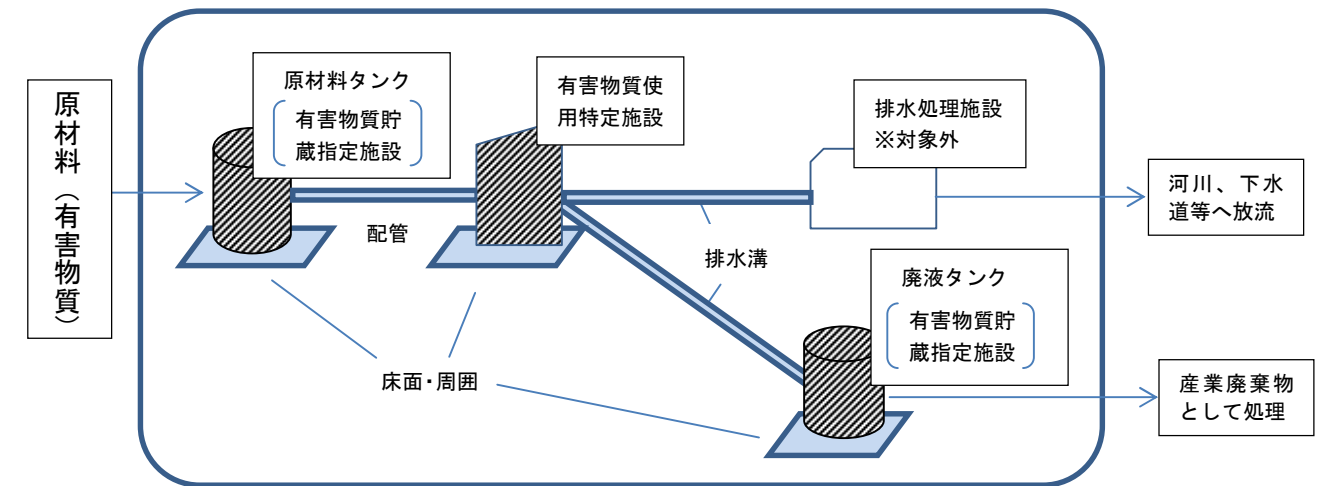 原材料（有害物質）
原材料タンク
有害物質貯
蔵指定施設
有害物質使
用特定施設
排水処理施設
※対象外
河川、下水
道等へ放流
配管
排水溝
廃液タンク
有害物質貯
蔵指定施設
床面・周囲
産業廃棄物
として処理